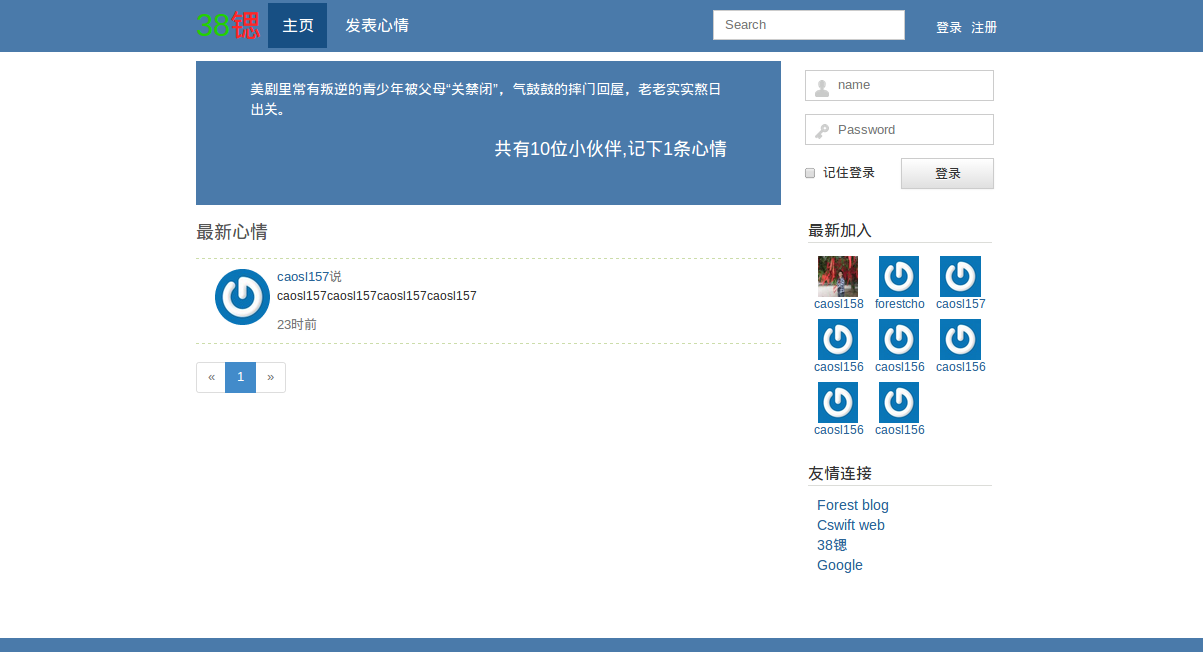 38锶 主页 发表心情 Search 登录 注册
美剧里常有叛逆的青少年被父母“关禁闭”，气鼓鼓的摔门回屋，老老实实熬日
出关。
共有10位小伙伴,记下1条心情
最新心情
caosl157说
caosl157caosl157caosl157caosl157
23时前
« 1 »
name
Password
记住登录 登录
最新加入
caosl158 forestcho caosl157
caosl156 caosl156 caosl156
caosl156 caosl156
友情连接
Forest blog
Cswift web
38锶
Google